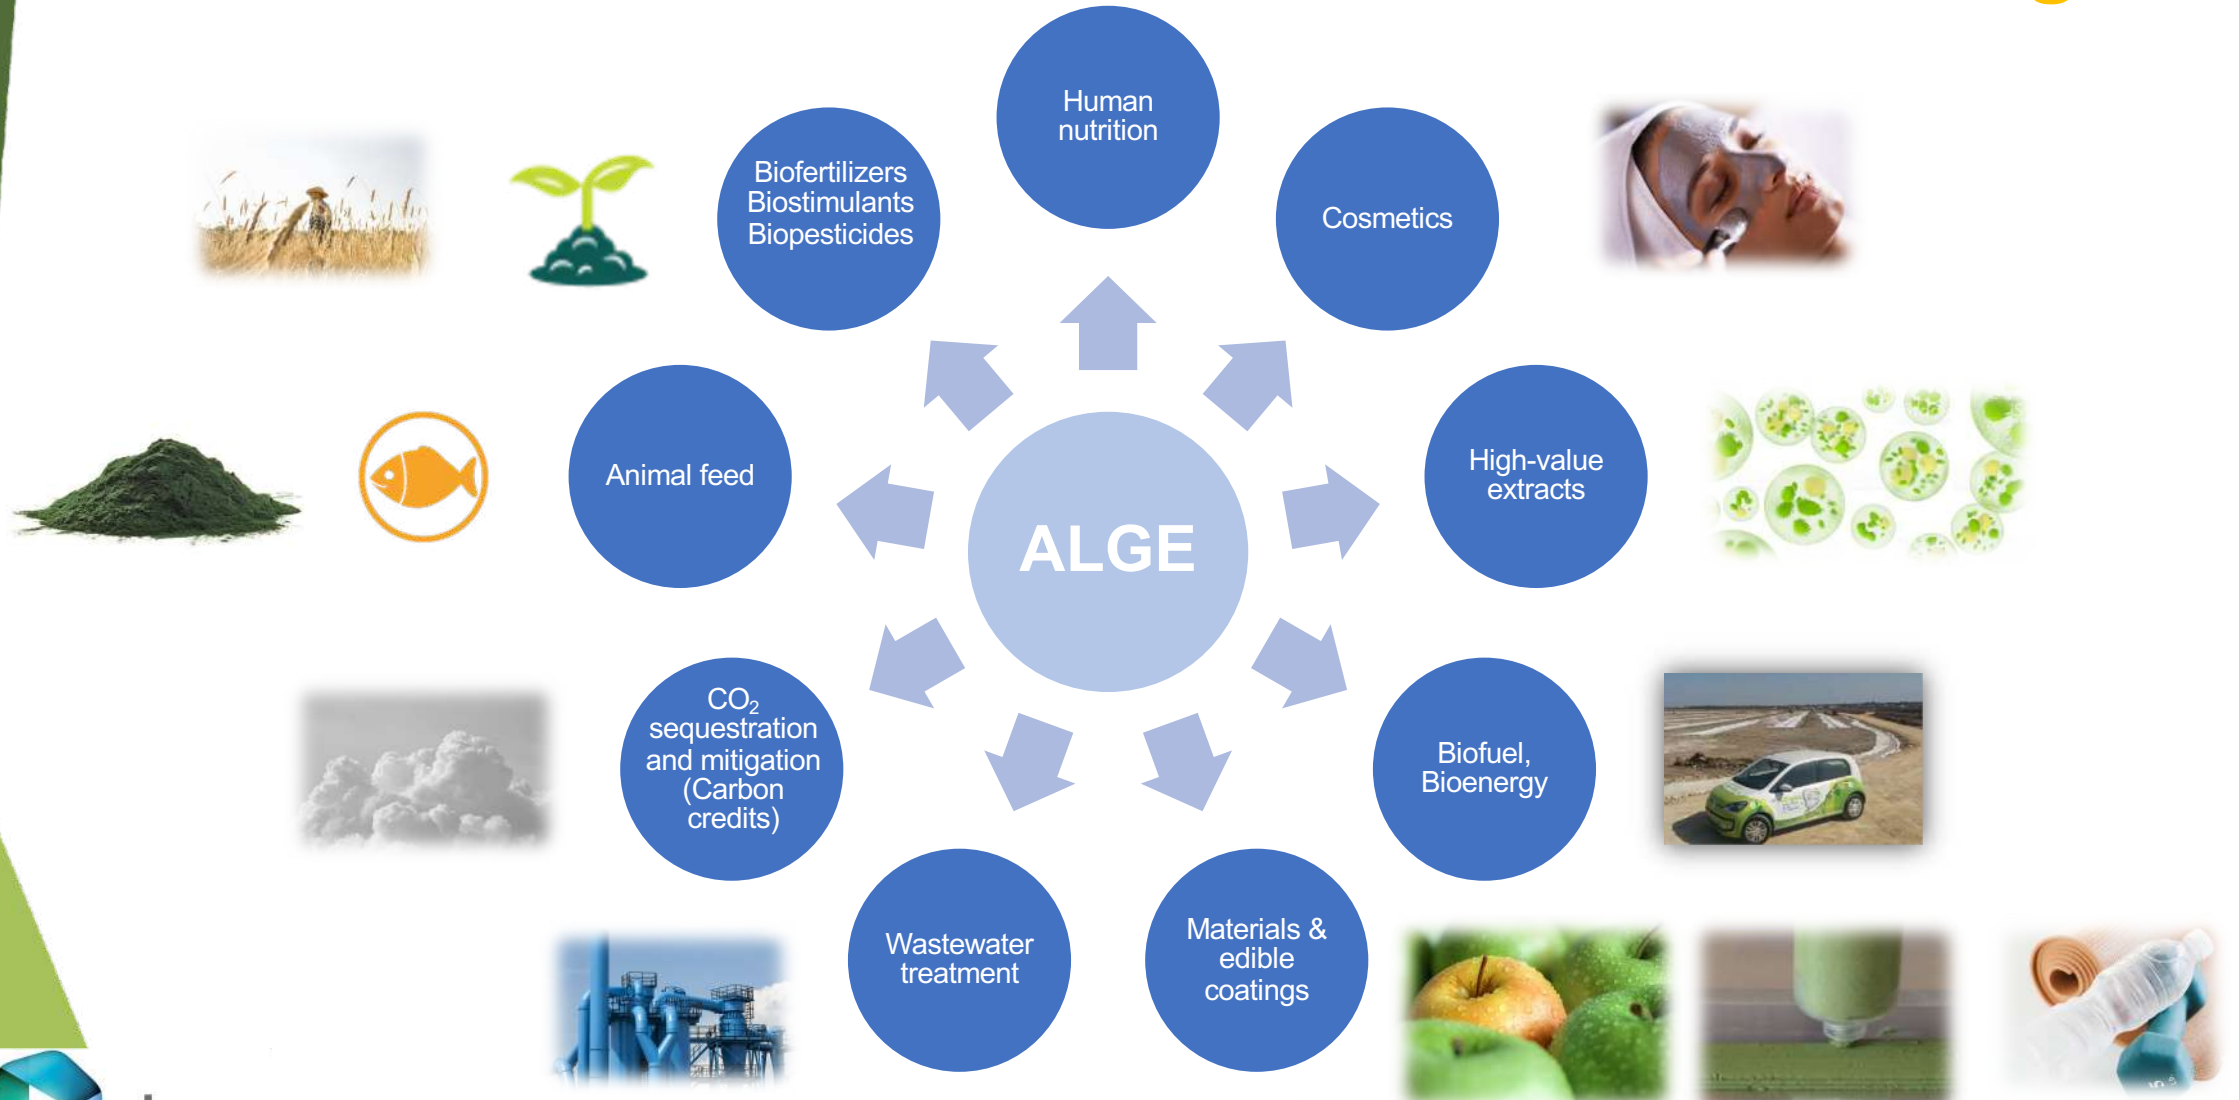 Human
nutrition
Cosmetics
High-value
extracts
Biofuel,
Bioenergy
Materials &
edible
coatings
Wastewater
treatment
CO₂
sequestration
and mitigation
(Carbon
credits)
Animal feed
Biofertilizers
Biostimulants
Biopesticides
ALGE